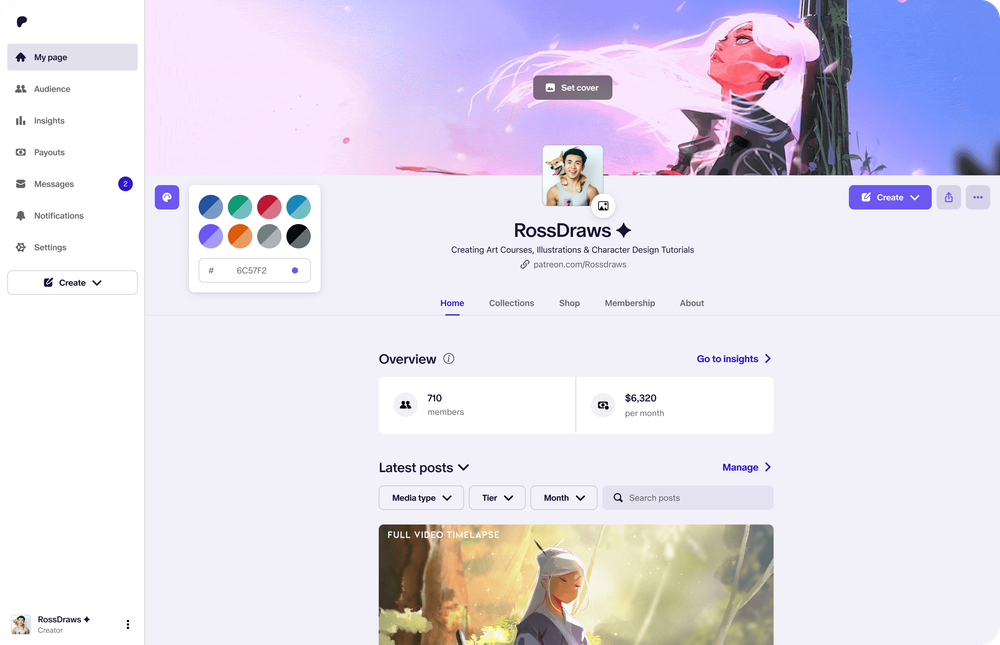 My page
Audience
Insights
Payouts
Messages 2
Notifications
Settings
Create
RossDraws ✦
Creator
Set cover
# 6C57F2
Create
RossDraws ✦
Creating Art Courses, Illustrations & Character Design Tutorials
patreon.com/Rossdraws
Home Collections Shop Membership About
Overview
Go to insights
710
members
$6,320
per month
Latest posts
Manage
Media type Tier Month Search posts
FULL VIDEO TIMELAPSE